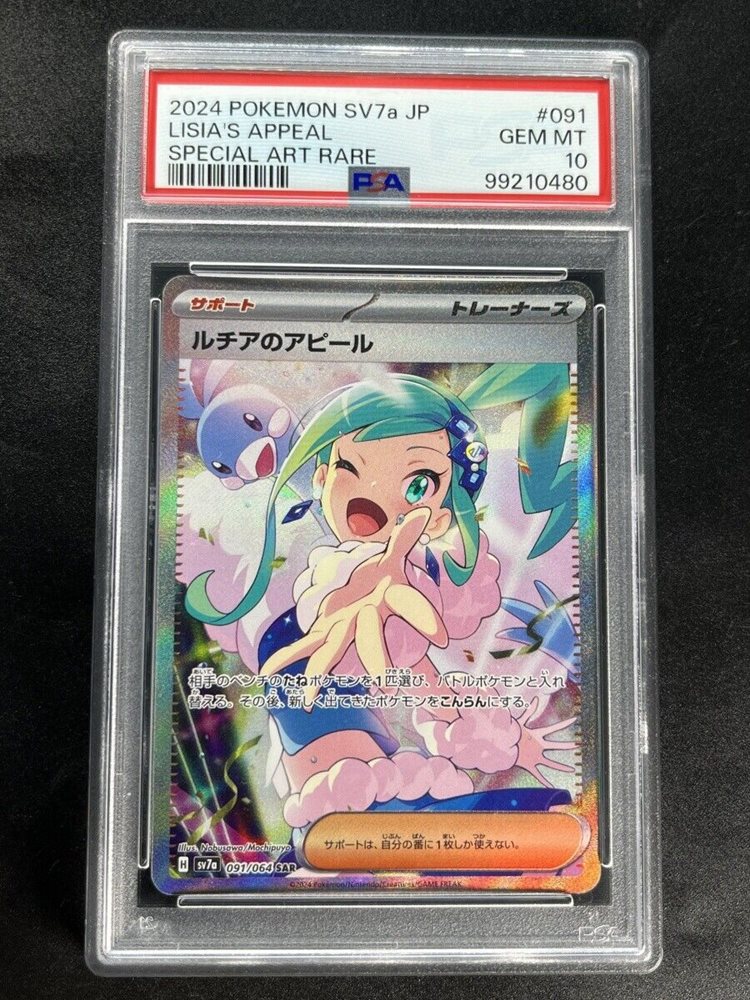 2024 POKEMON SV7a JP #091
LISIA'S APPEAL GEM MT
SPECIAL ART RARE 10
PSA 99210480
サポート トレーナーズ
ルチアのアピール
相手のベンチのたねポケモンを1匹選び、バトルポケモンと入れ
替える。その後、新しく出てきたポケモンをこんらんにする。
サポートは、自分の番に1枚しか使えない。
Illus. Nobusawa/Mochipuyo
H sv7a 091/064 SAR
©2024 Pokémon/Nintendo/Creatures/GAME FREAK